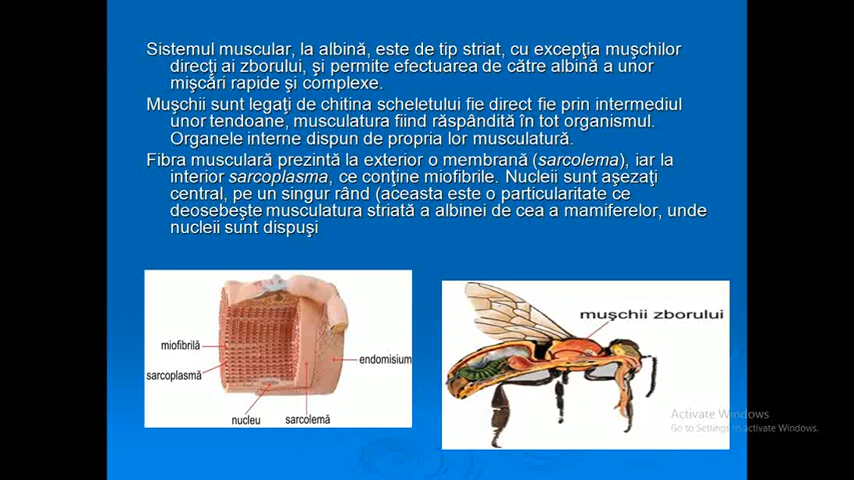 Sistemul muscular, la albină, este de tip striat, cu excepţia muşchilor
direcţi ai zborului, şi permite efectuarea de către albină a unor
mişcări rapide şi complexe.
Muşchii sunt legaţi de chitina scheletului fie direct fie prin intermediul
unor tendoane, musculatura fiind răspândită în tot organismul.
Organele interne dispun de propria lor musculatură.
Fibra musculară prezintă la exterior o membrană (sarcolema), iar la
interior sarcoplasma, ce conţine miofibrile. Nucleii sunt aşezaţi
central, pe un singur rând (aceasta este o particularitate ce
deosebeşte musculatura striată a albinei de cea a mamiferelor, unde
nucleii sunt dispuşi
miofibrilă
sarcoplasmă
nucleu
sarcolemă
endomisium
muşchii zborului
Activate Windows
Go to Settings to activate Windows.